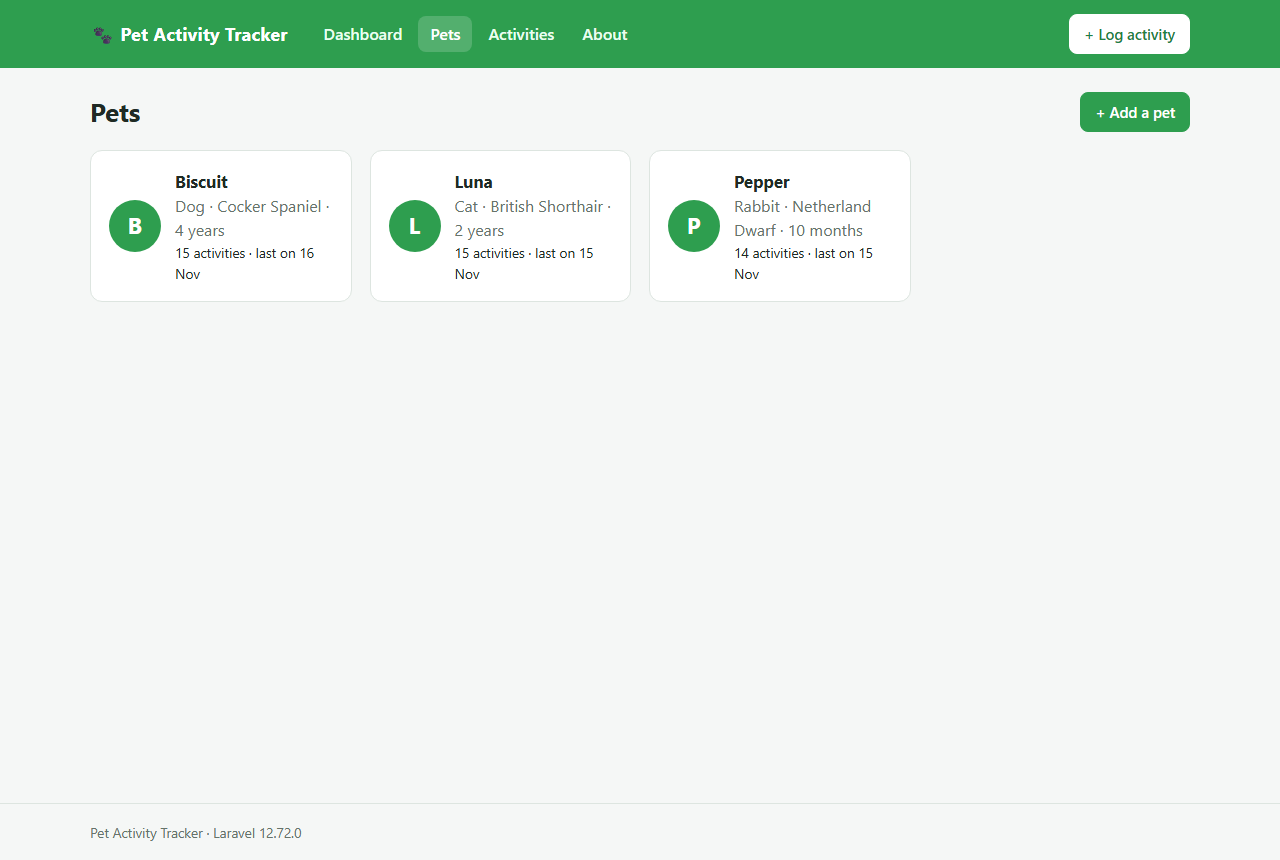 Pet Activity Tracker
Dashboard
Pets
Activities
About
+ Log activity
Pets
+ Add a pet
B
Biscuit
Dog · Cocker Spaniel ·
4 years
15 activities · last on 16
Nov
L
Luna
Cat · British Shorthair ·
2 years
15 activities · last on 15
Nov
P
Pepper
Rabbit · Netherland
Dwarf · 10 months
14 activities · last on 15
Nov
Pet Activity Tracker · Laravel 12.72.0